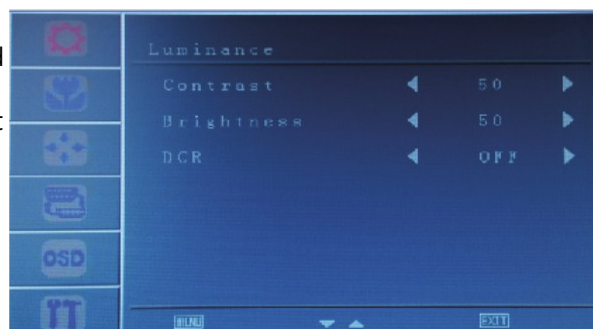 Luminance
Contrast 50
Brightness 50
DCR OFF
OSD
MENU EXIT